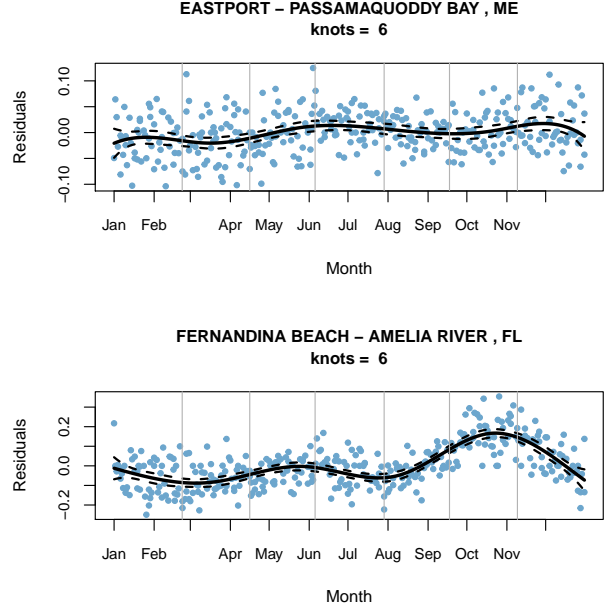 EASTPORT − PASSAMAQUODDY BAY , ME
knots =  6
Residuals
0.10
0.00
−0.10
Jan Feb Apr May Jun Jul Aug Sep Oct Nov
Month
FERNANDINA BEACH − AMELIA RIVER , FL
knots =  6
Residuals
0.2
0.0
−0.2
Jan Feb Apr May Jun Jul Aug Sep Oct Nov
Month